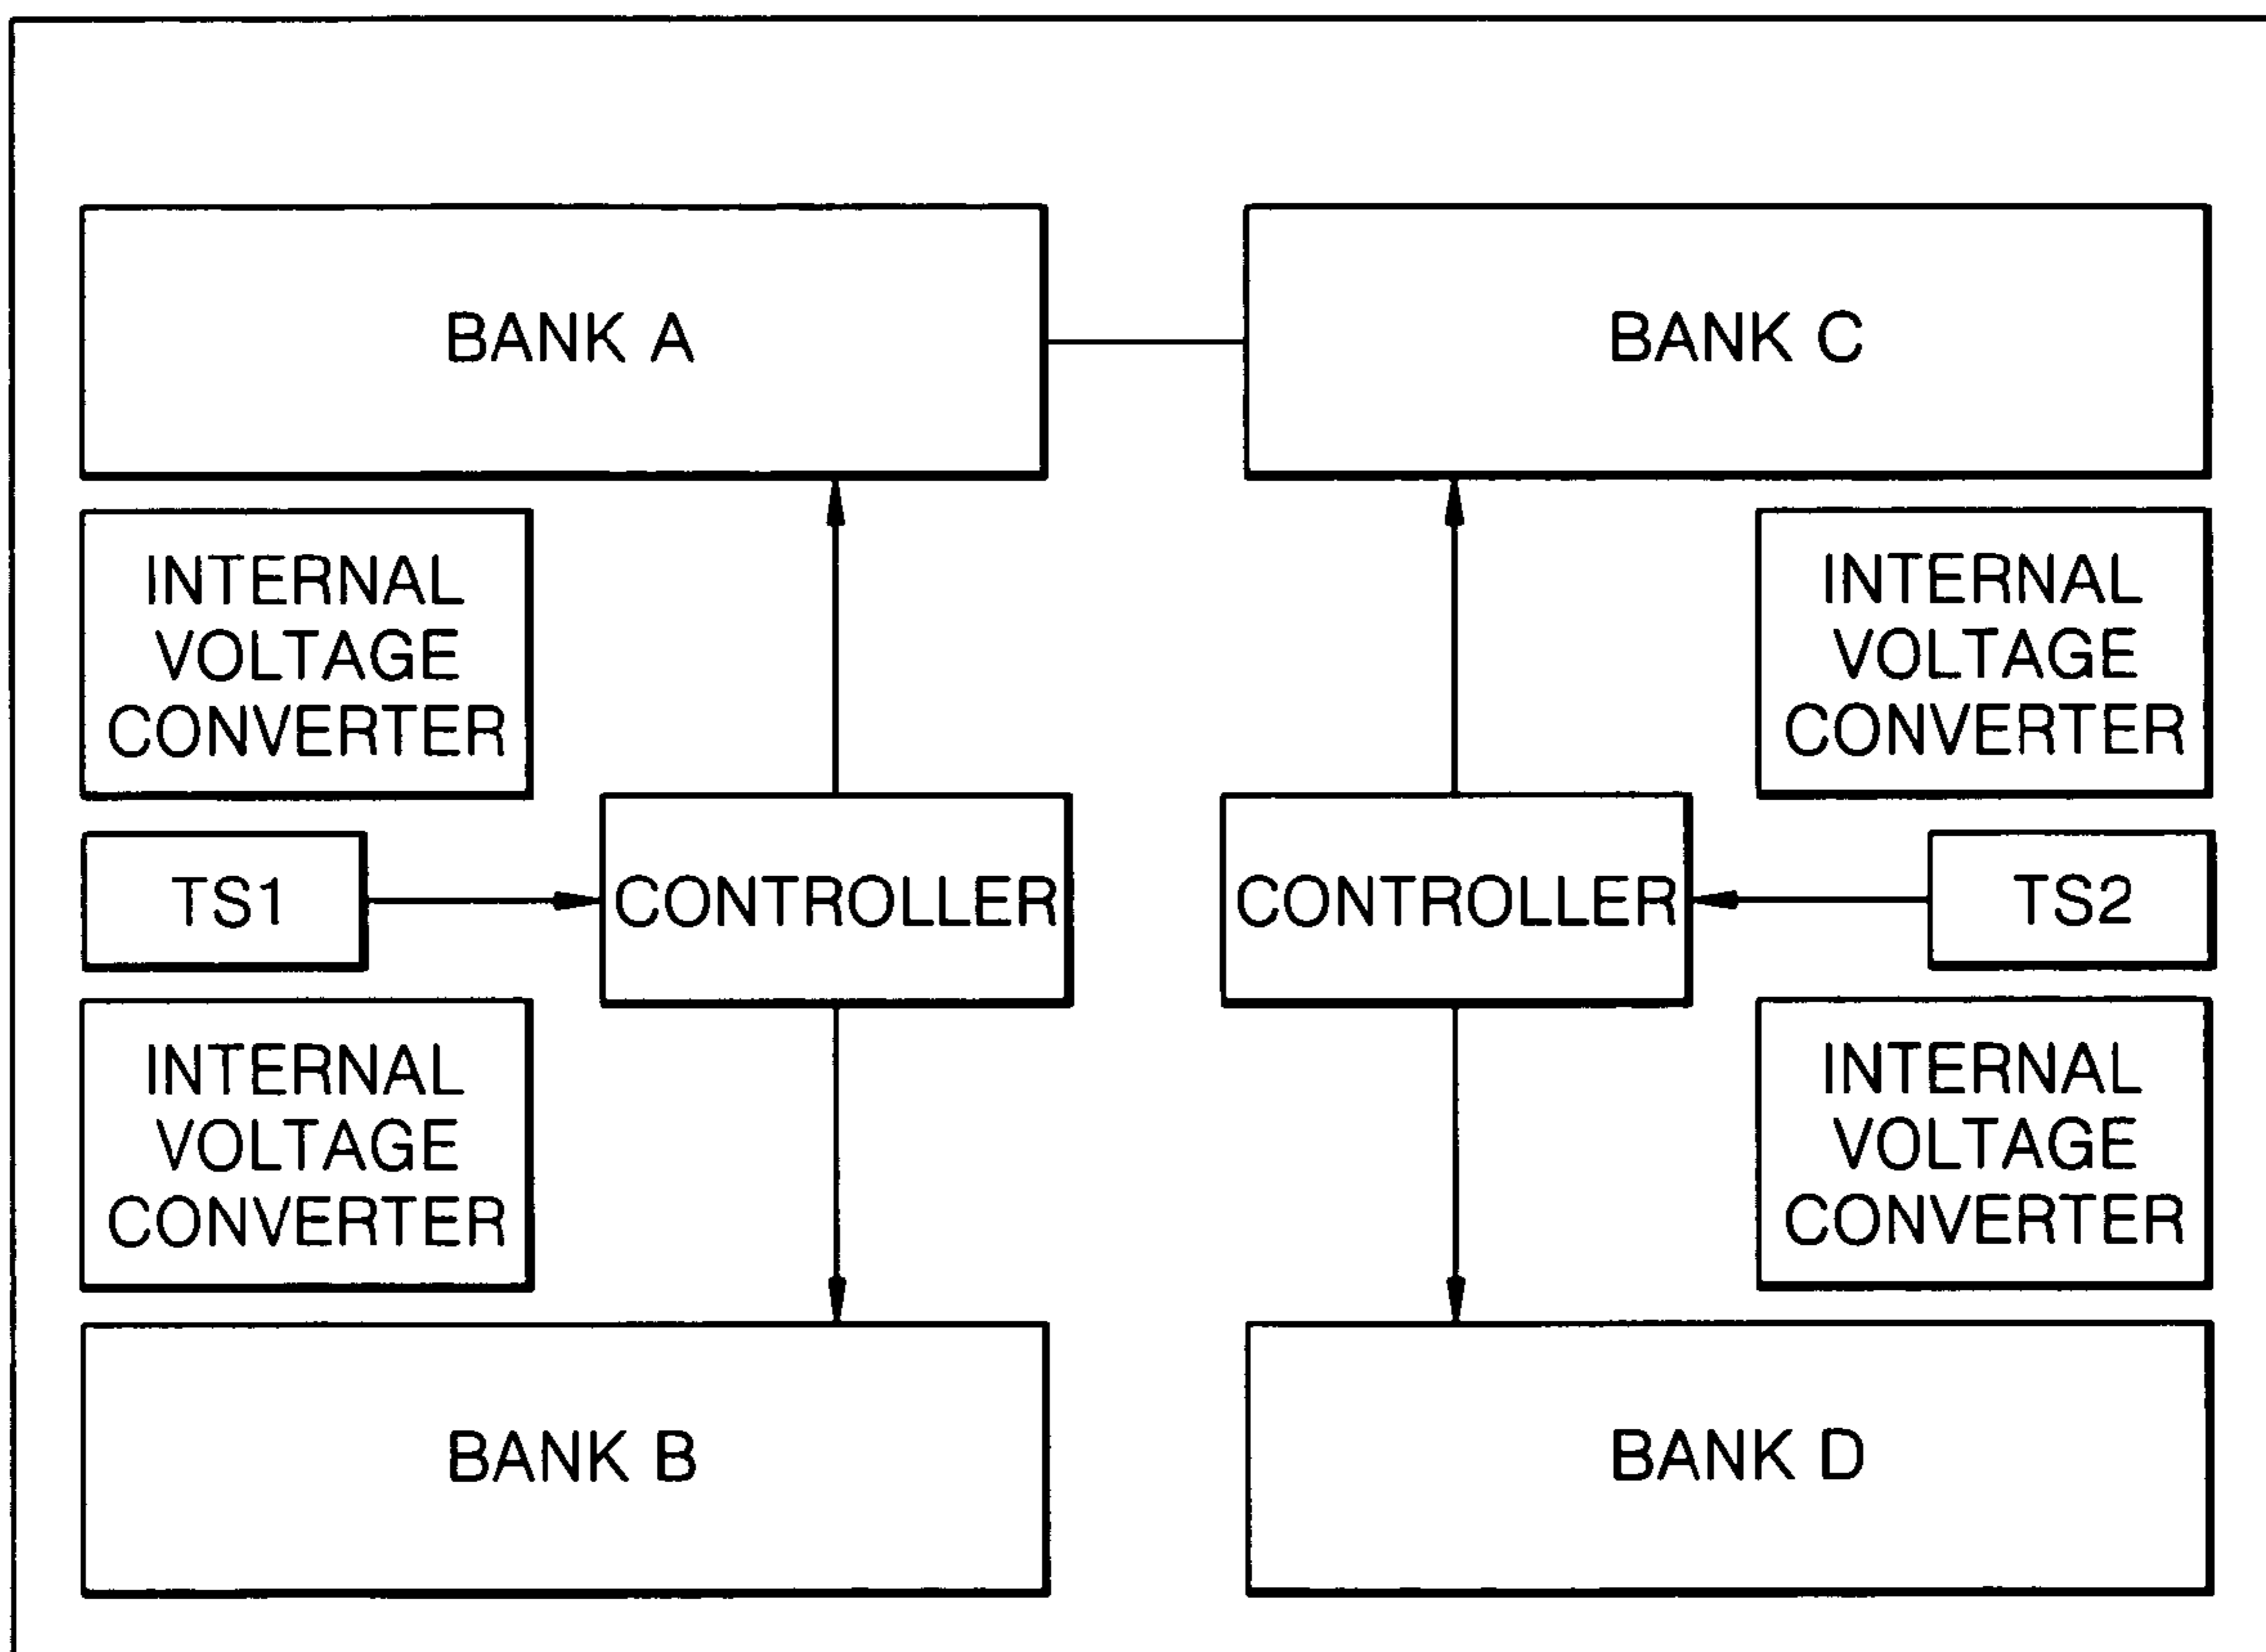 BANK A
BANK C
INTERNAL
VOLTAGE
CONVERTER
INTERNAL
VOLTAGE
CONVERTER
TS1
CONTROLLER
CONTROLLER
TS2
INTERNAL
VOLTAGE
CONVERTER
INTERNAL
VOLTAGE
CONVERTER
BANK B
BANK D